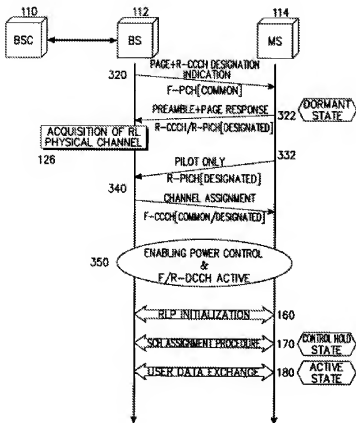 110
112
114
BSC
BS
MS
PAGE+R-CCCH DESIGNATION
INDICATION
320
F-PCH[COMMON]
PREAMBLE+PAGE RESPONSE
322
DORMANT
STATE
R-CCCH/R-PICH[DESIGNATED]
ACQUISITION OF RL
PHYSICAL CHANNEL
126
PILOT ONLY
332
R-PICH[DESIGNATED]
340
CHANNEL ASSIGNMENT
F-CCCH[COMMON/DESIGNATED]
350
ENABLING POWER CONTROL
&
F/R-DCCH ACTIVE
RLP INITIALIZATION
160
SCR ASSIGNMENT PROCEDURE
170
CONTROL HOLD
STATE
USER DATA EXCHANGE
180
ACTIVE
STATE